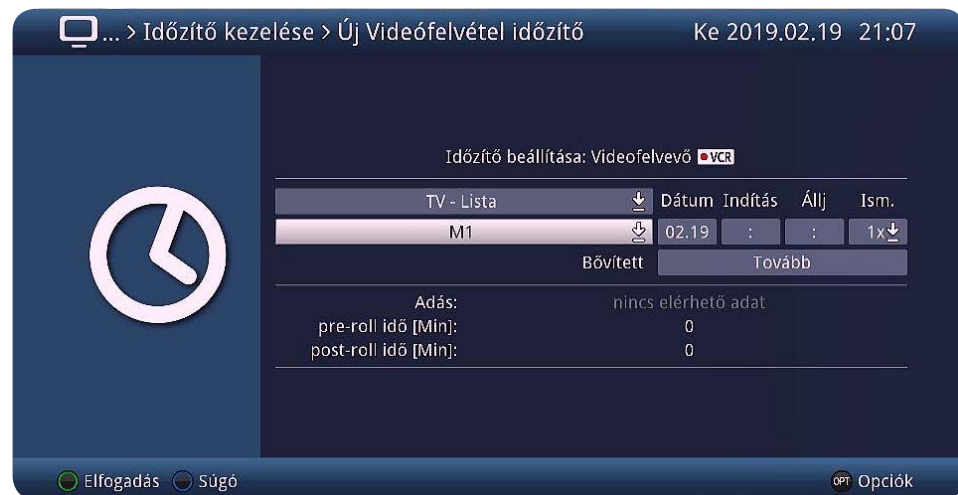 ... > Időzítő kezelése > Új Videófelvétel időzítő Ke 2019.02.19 21:07
Időzítő beállítása: Videofelvevő VCR
TV - Lista Dátum Indítás Állj Ism.
M1 02.19 : : 1x
Bővített Tovább
Adás: nincs elérhető adat
pre-roll idő [Min]: 0
post-roll idő [Min]: 0
Elfogadás Súgó OPT Opciók